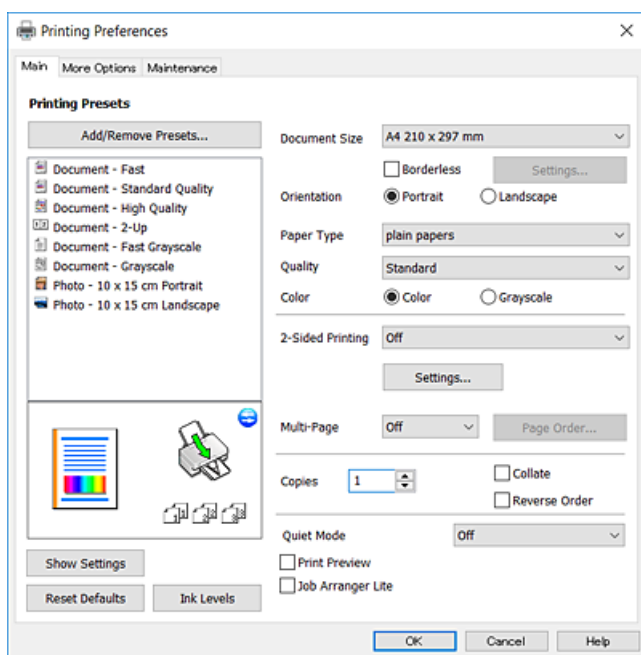 Printing Preferences
Main More Options Maintenance
Printing Presets
Add/Remove Presets...
Document - Fast
Document - Standard Quality
Document - High Quality
Document - 2-Up
Document - Fast Grayscale
Document - Grayscale
Photo - 10 x 15 cm Portrait
Photo - 10 x 15 cm Landscape
Show Settings
Reset Defaults Ink Levels
Document Size A4 210 x 297 mm
Borderless Settings...
Orientation Portrait Landscape
Paper Type plain papers
Quality Standard
Color Color Grayscale
2-Sided Printing Off
Settings...
Multi-Page Off Page Order...
Copies 1 Collate
Reverse Order
Quiet Mode Off
Print Preview
Job Arranger Lite
OK Cancel Help